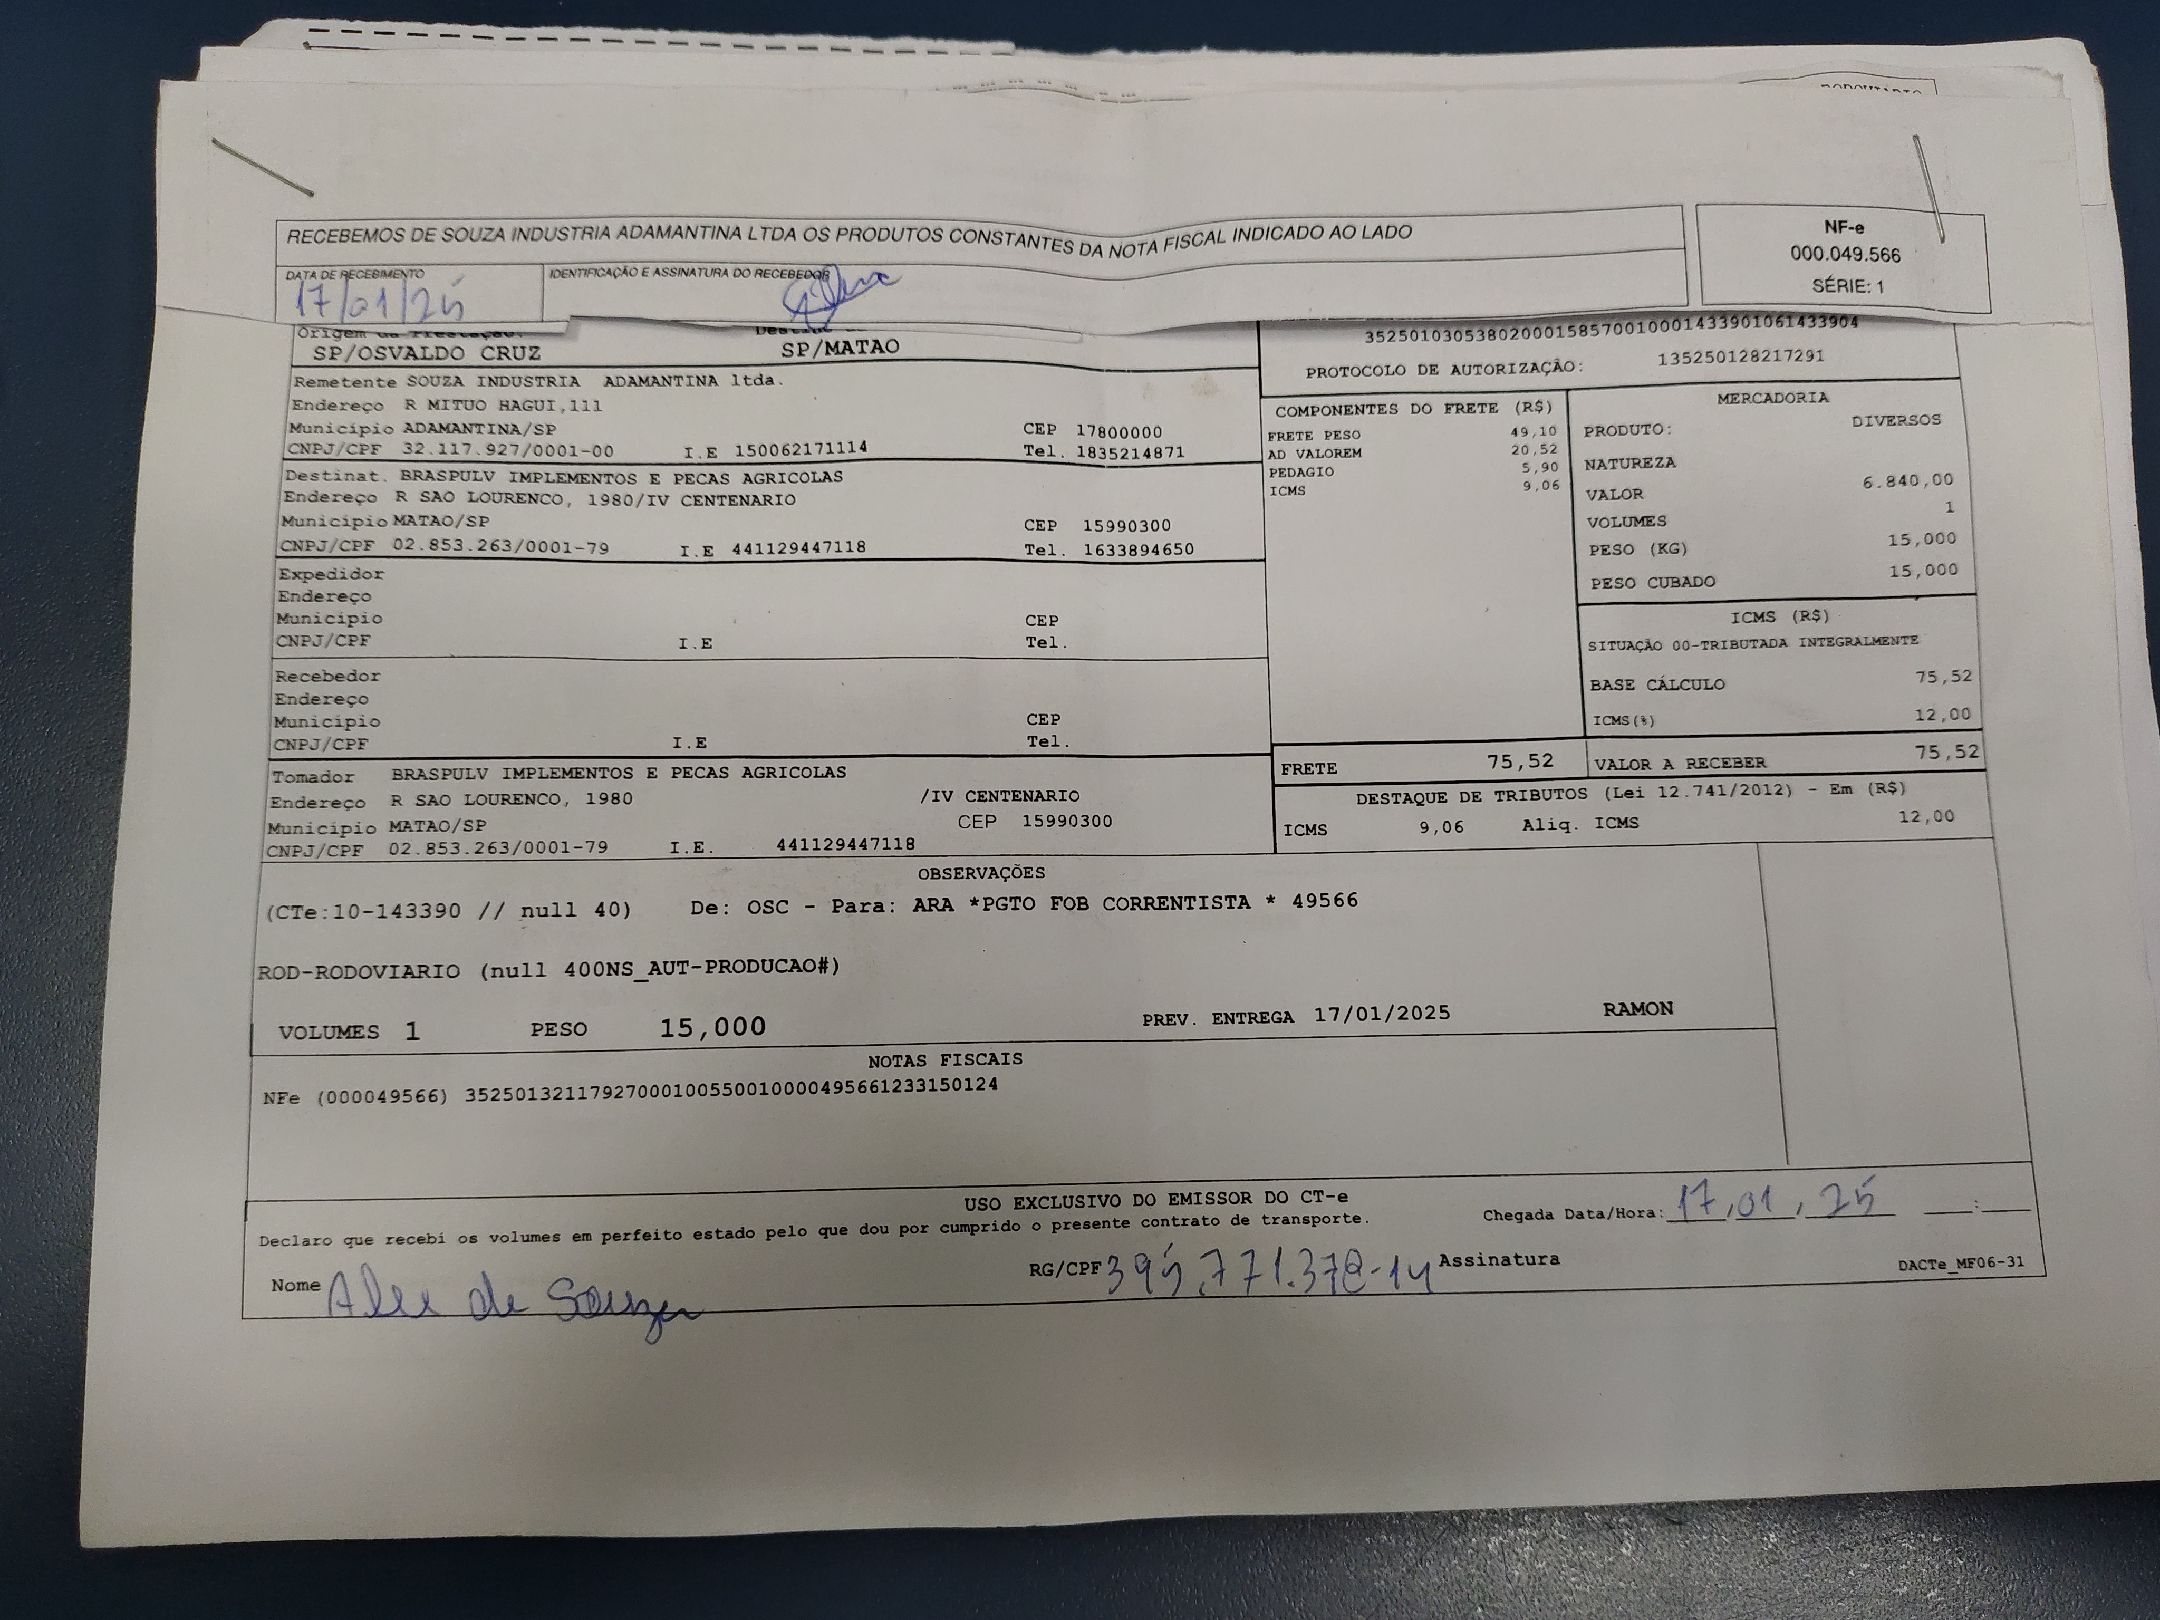 RECEBEMOS DE SOUZA INDUSTRIA ADAMANTINA LTDA OS PRODUTOS CONSTANTES DA NOTA FISCAL INDICADO AO LADO
NF-e
000.049.566
SÉRIE: 1
DATA DE RECEBIMENTO
17/01/25
IDENTIFICAÇÃO E ASSINATURA DO RECEBEDOR
Origem da Prestação:
SP/OSVALDO CRUZ
SP/MATAO
35250103053802000158570010001433901061433904
PROTOCOLO DE AUTORIZAÇÃO: 135250128217291
Remetente SOUZA INDUSTRIA ADAMANTINA ltda.
Endereço R MITUO HAGUI,111
Município ADAMANTINA/SP CEP 17800000
CNPJ/CPF 32.117.927/0001-00 I.E 150062171114 Tel. 1835214871
Destinat. BRASPULV IMPLEMENTOS E PECAS AGRICOLAS
Endereço R SAO LOURENCO, 1980/IV CENTENARIO
Município MATAO/SP CEP 15990300
CNPJ/CPF 02.853.263/0001-79 I.E 441129447118 Tel. 1633894650
Expedidor
Endereço
Município CEP
CNPJ/CPF I.E Tel.
Recebedor
Endereço
Município CEP
CNPJ/CPF I.E Tel.
Tomador BRASPULV IMPLEMENTOS E PECAS AGRICOLAS
Endereço R SAO LOURENCO, 1980 /IV CENTENARIO
Município MATAO/SP CEP 15990300
CNPJ/CPF 02.853.263/0001-79 I.E. 441129447118
COMPONENTES DO FRETE (R$)
FRETE PESO 49,10
AD VALOREM 20,52
PEDAGIO 5,90
ICMS 9,06
MERCADORIA
PRODUTO: DIVERSOS
NATUREZA
VALOR 6.840,00
VOLUMES 1
PESO (KG) 15,000
PESO CUBADO 15,000
ICMS (R$)
SITUAÇÃO 00-TRIBUTADA INTEGRALMENTE
BASE CÁLCULO 75,52
ICMS(%) 12,00
FRETE 75,52 VALOR A RECEBER 75,52
DESTAQUE DE TRIBUTOS (Lei 12.741/2012) - Em (R$)
ICMS 9,06 Aliq. ICMS 12,00
OBSERVAÇÕES
(CTe:10-143390 // null 40) De: OSC - Para: ARA *PGTO FOB CORRENTISTA * 49566
ROD-RODOVIARIO (null 400NS_AUT-PRODUCAO#)
VOLUMES 1 PESO 15,000 PREV. ENTREGA 17/01/2025 RAMON
NOTAS FISCAIS
NFe (000049566) 35250132117927000100550010000495661233150124
USO EXCLUSIVO DO EMISSOR DO CT-e
Declaro que recebi os volumes em perfeito estado pelo que dou por cumprido o presente contrato de transporte. Chegada Data/Hora: 17,01,25 :
Nome Alex de Souza RG/CPF 395.771.378-14 Assinatura DACTe_MF06-31